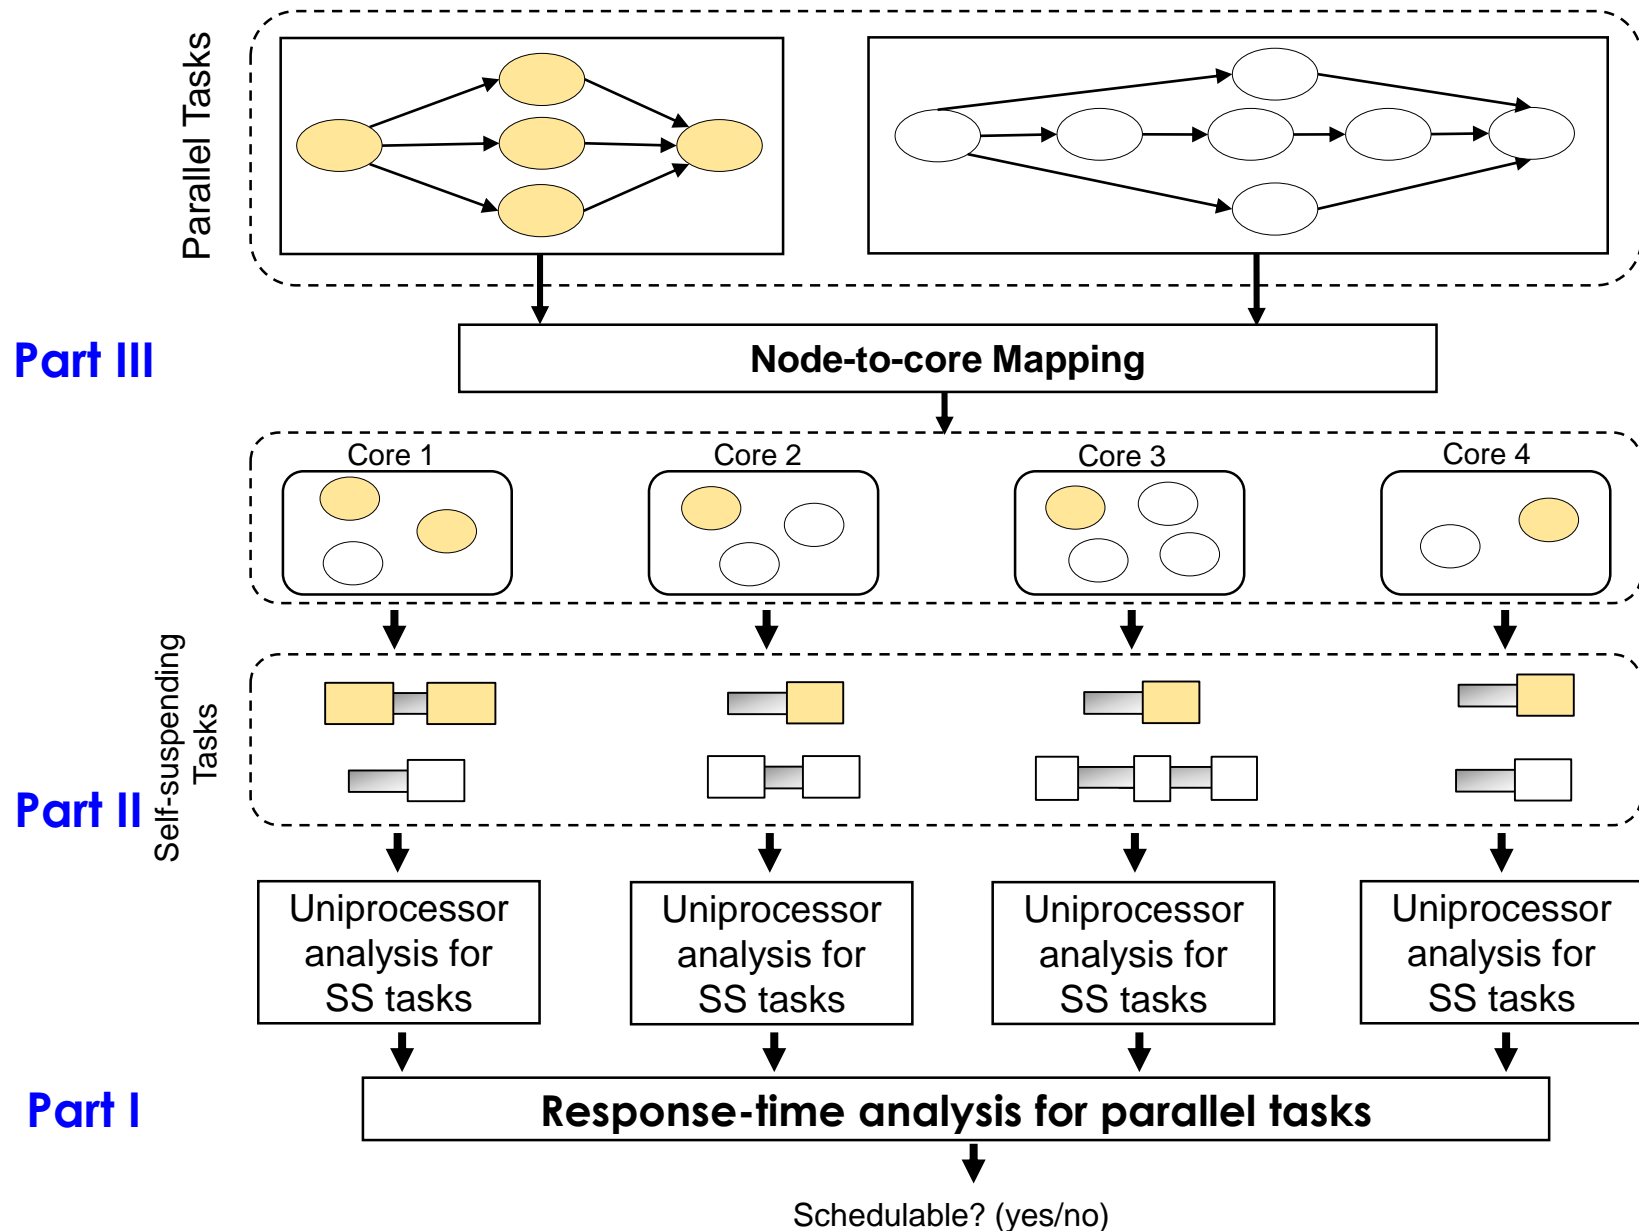 Parallel Tasks
Part III
Node-to-core Mapping
Core 1
Core 2
Core 3
Core 4
Self-suspending
Tasks
Part II
Uniprocessor
analysis for
SS tasks
Uniprocessor
analysis for
SS tasks
Uniprocessor
analysis for
SS tasks
Uniprocessor
analysis for
SS tasks
Part I
Response-time analysis for parallel tasks
Schedulable? (yes/no)